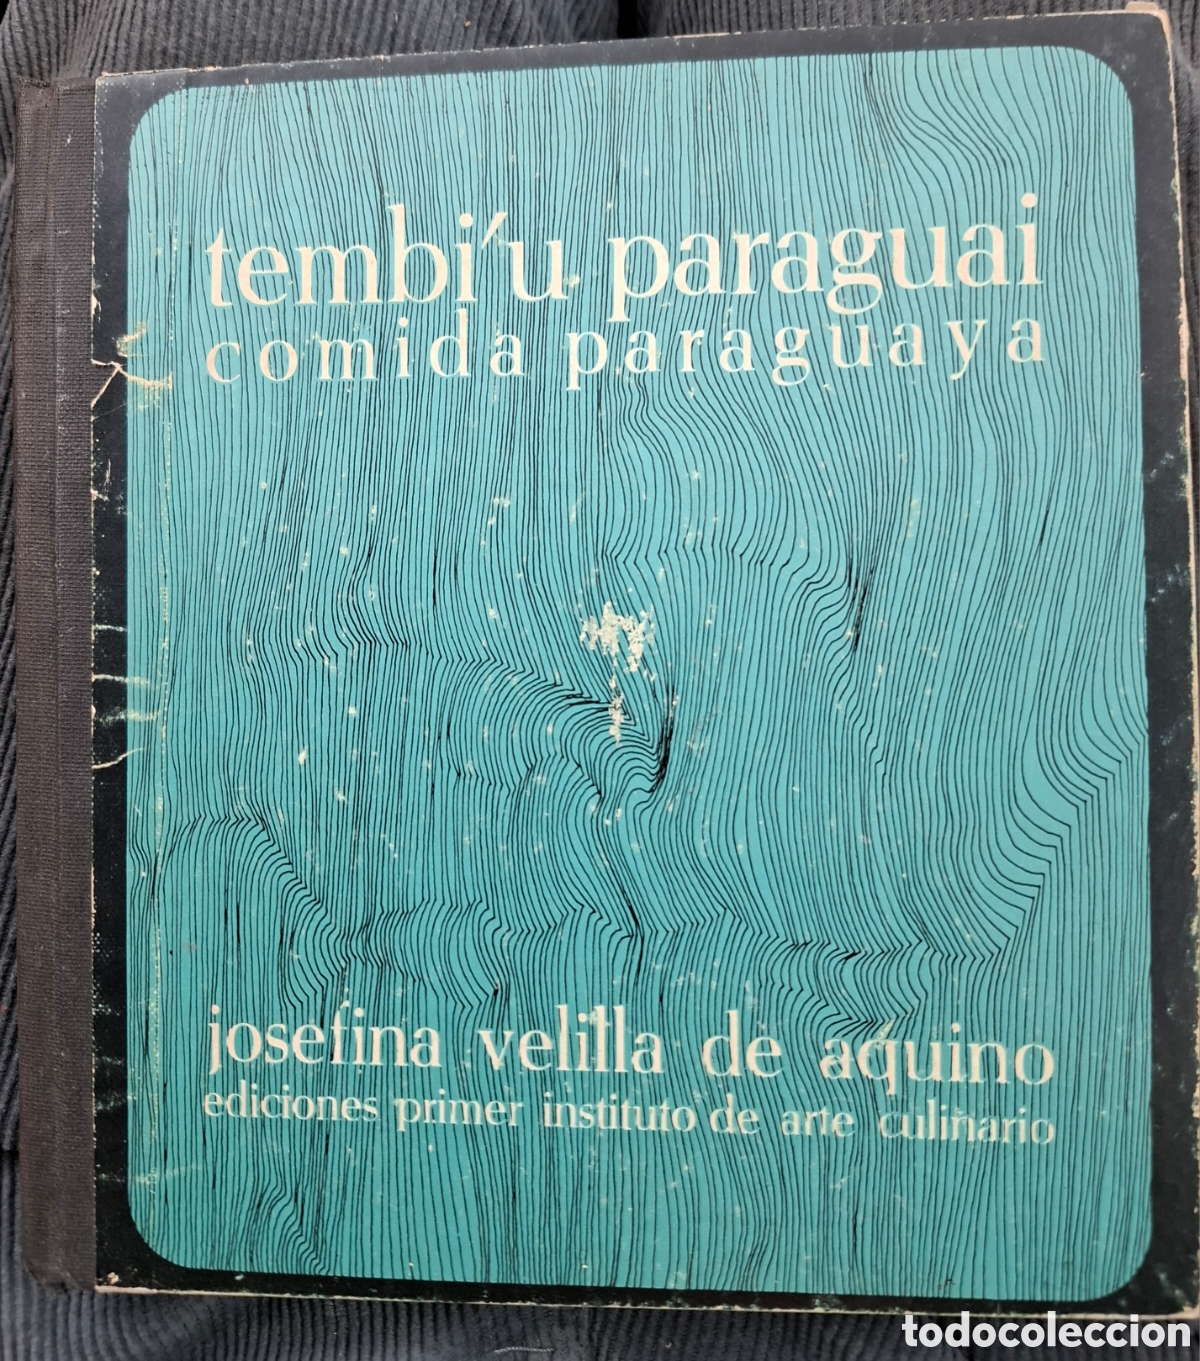 tembi'u paraguai
comida paraguaya
josefina velilla de aquino
ediciones primer instituto de arte culinario
todocoleccion